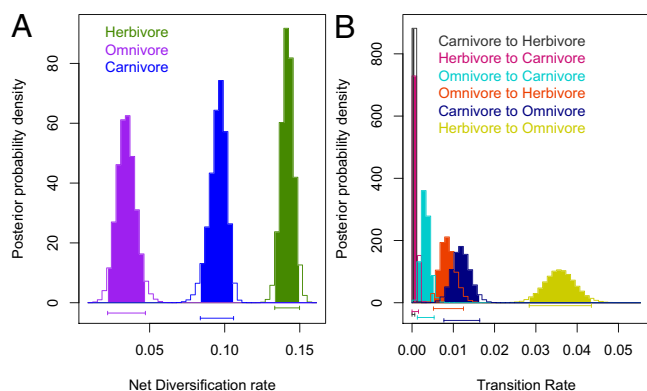 A
Herbivore
Omnivore
Carnivore
Posterior probability density
0
20
40
60
80
0.05
0.10
0.15
Net Diversification rate
B
Carnivore to Herbivore
Herbivore to Carnivore
Omnivore to Carnivore
Omnivore to Herbivore
Carnivore to Omnivore
Herbivore to Omnivore
Posterior probability density
0
200
400
600
800
0.00
0.01
0.02
0.03
0.04
0.05
Transition Rate